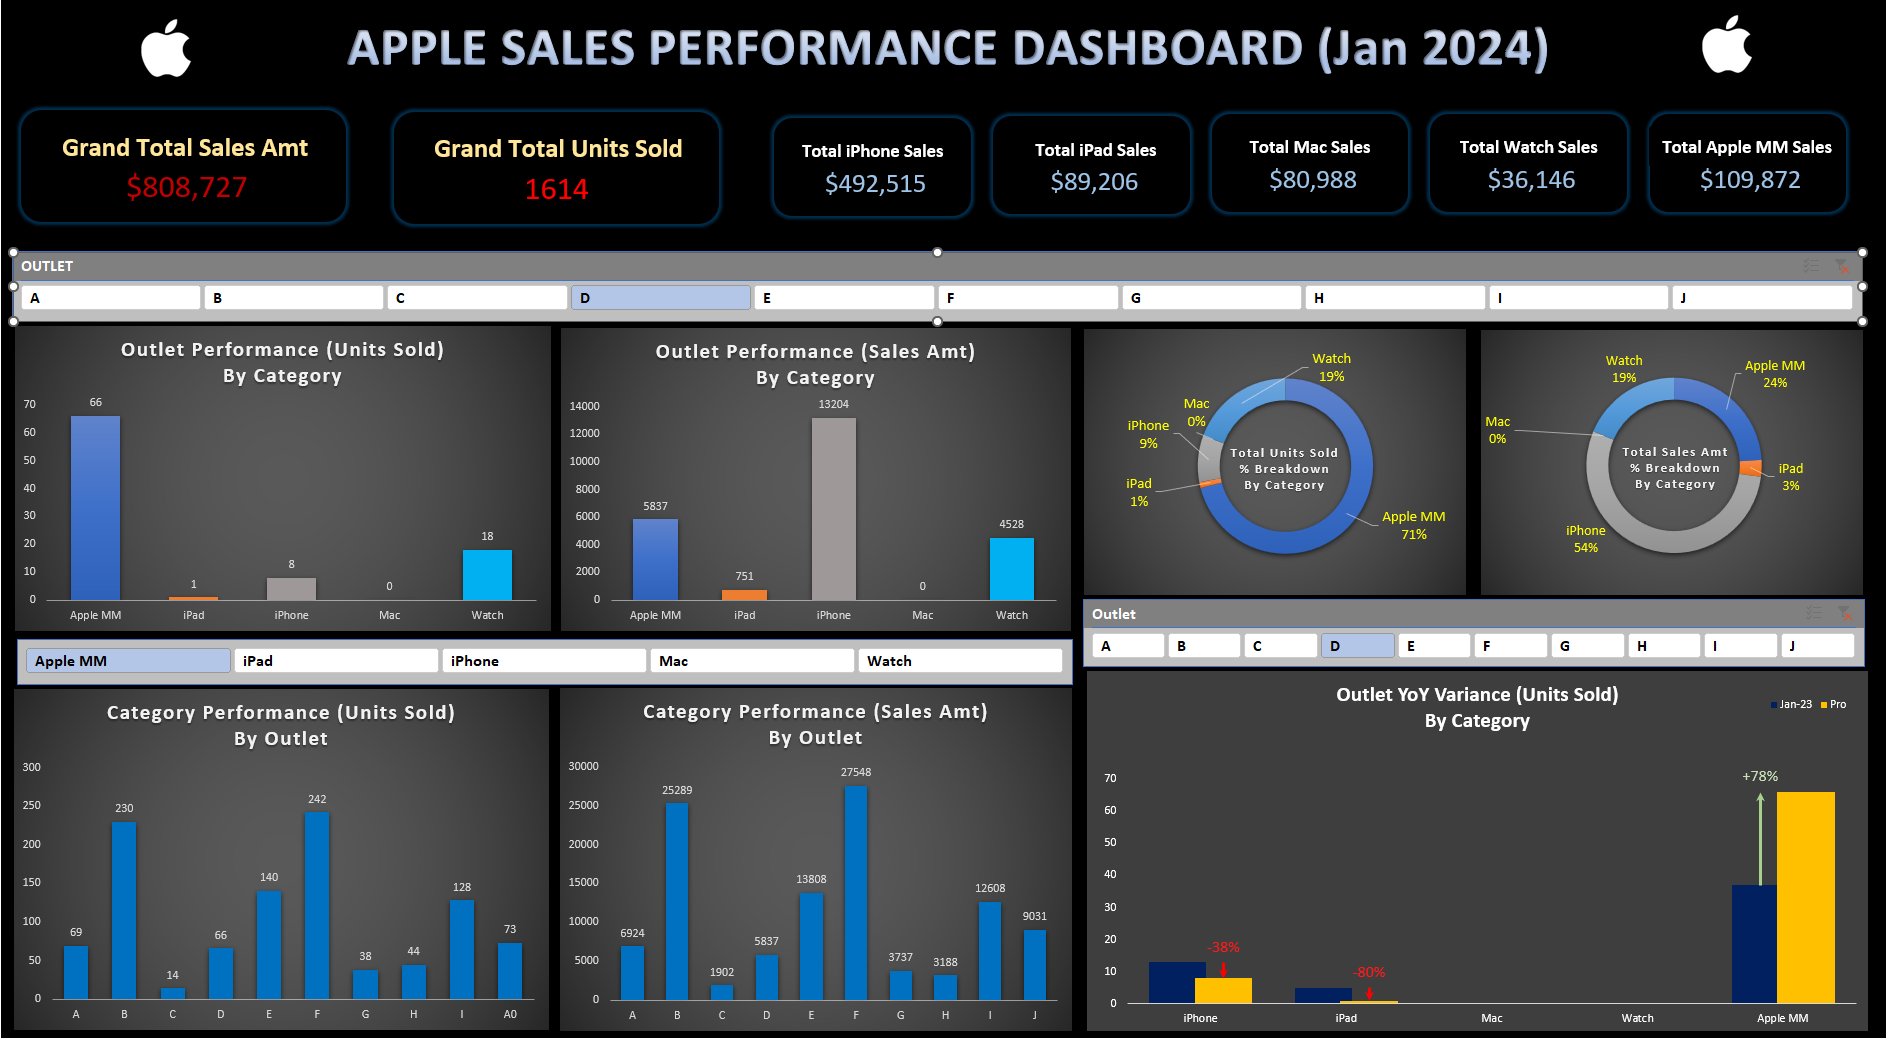 APPLE SALES PERFORMANCE DASHBOARD (Jan 2024)
Grand Total Sales Amt
$808,727
Grand Total Units Sold
1614
Total iPhone Sales
$492,515
Total iPad Sales
$89,206
Total Mac Sales
$80,988
Total Watch Sales
$36,146
Total Apple MM Sales
$109,872
OUTLET
A B C D E F G H I J
Outlet Performance (Units Sold)
By Category
70
60
50
40
30
20
10
0
66
1
8
0
18
Apple MM iPad iPhone Mac Watch
Outlet Performance (Sales Amt)
By Category
14000
12000
10000
8000
6000
4000
2000
0
5837
751
13204
0
4528
Apple MM iPad iPhone Mac Watch
Watch
19%
Mac
0%
iPhone
9%
iPad
1%
Apple MM
71%
Total Units Sold
% Breakdown
By Category
Watch
19%
Apple MM
24%
Mac
0%
iPad
3%
iPhone
54%
Total Sales Amt
% Breakdown
By Category
Apple MM iPad iPhone Mac Watch
Outlet
A B C D E F G H I J
Category Performance (Units Sold)
By Outlet
300
250
200
150
100
50
0
69
230
14
66
140
242
38
44
128
73
A B C D E F G H I A0
Category Performance (Sales Amt)
By Outlet
30000
25000
20000
15000
10000
5000
0
6924
25289
1902
5837
13808
27548
3737
3188
12608
9031
A B C D E F G H I J
Outlet YoY Variance (Units Sold)
By Category
Jan-23 Pro
70
60
50
40
30
20
10
0
-38%
-80%
+78%
iPhone iPad Mac Watch Apple MM